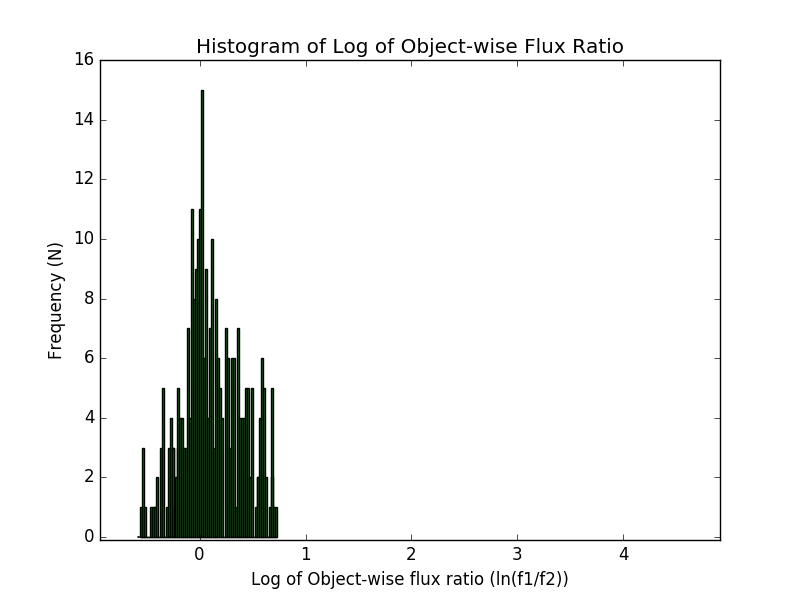 Histogram of Log of Object-wise Flux Ratio
16
14
12
10
8
6
4
2
0
Frequency (N)
0 1 2 3 4
Log of Object-wise flux ratio (ln(f1/f2))